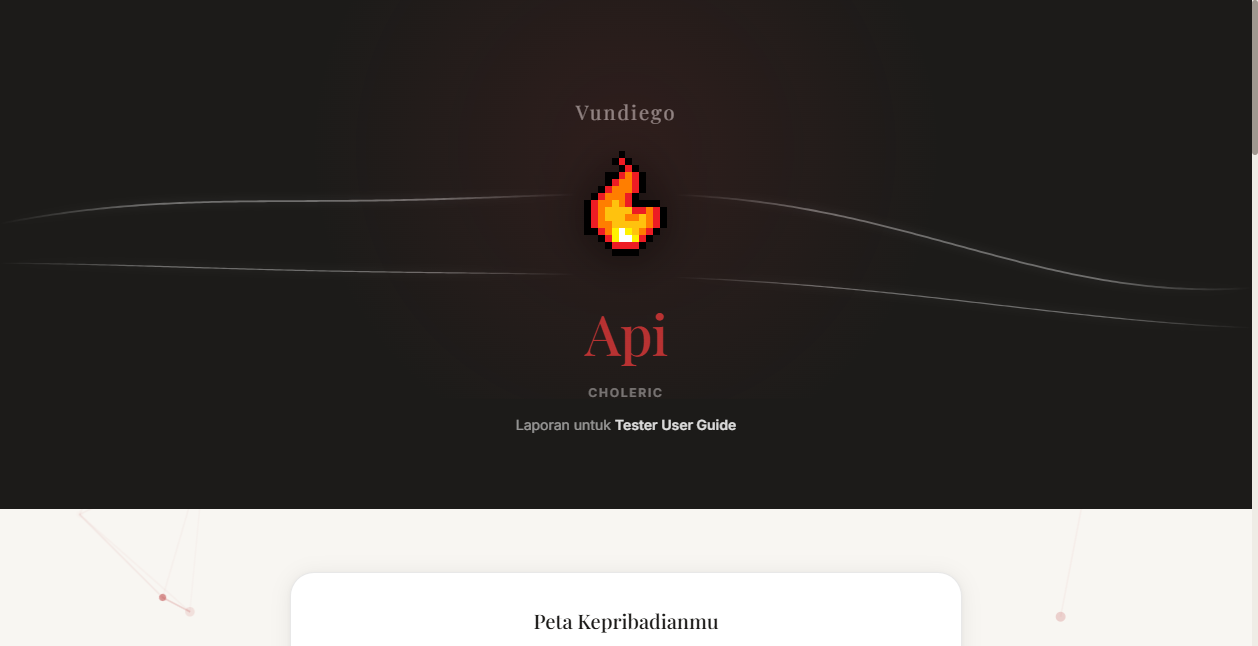 Vundiego
Api
CHOLERIC
Laporan untuk Tester User Guide
Peta Kepribadianmu